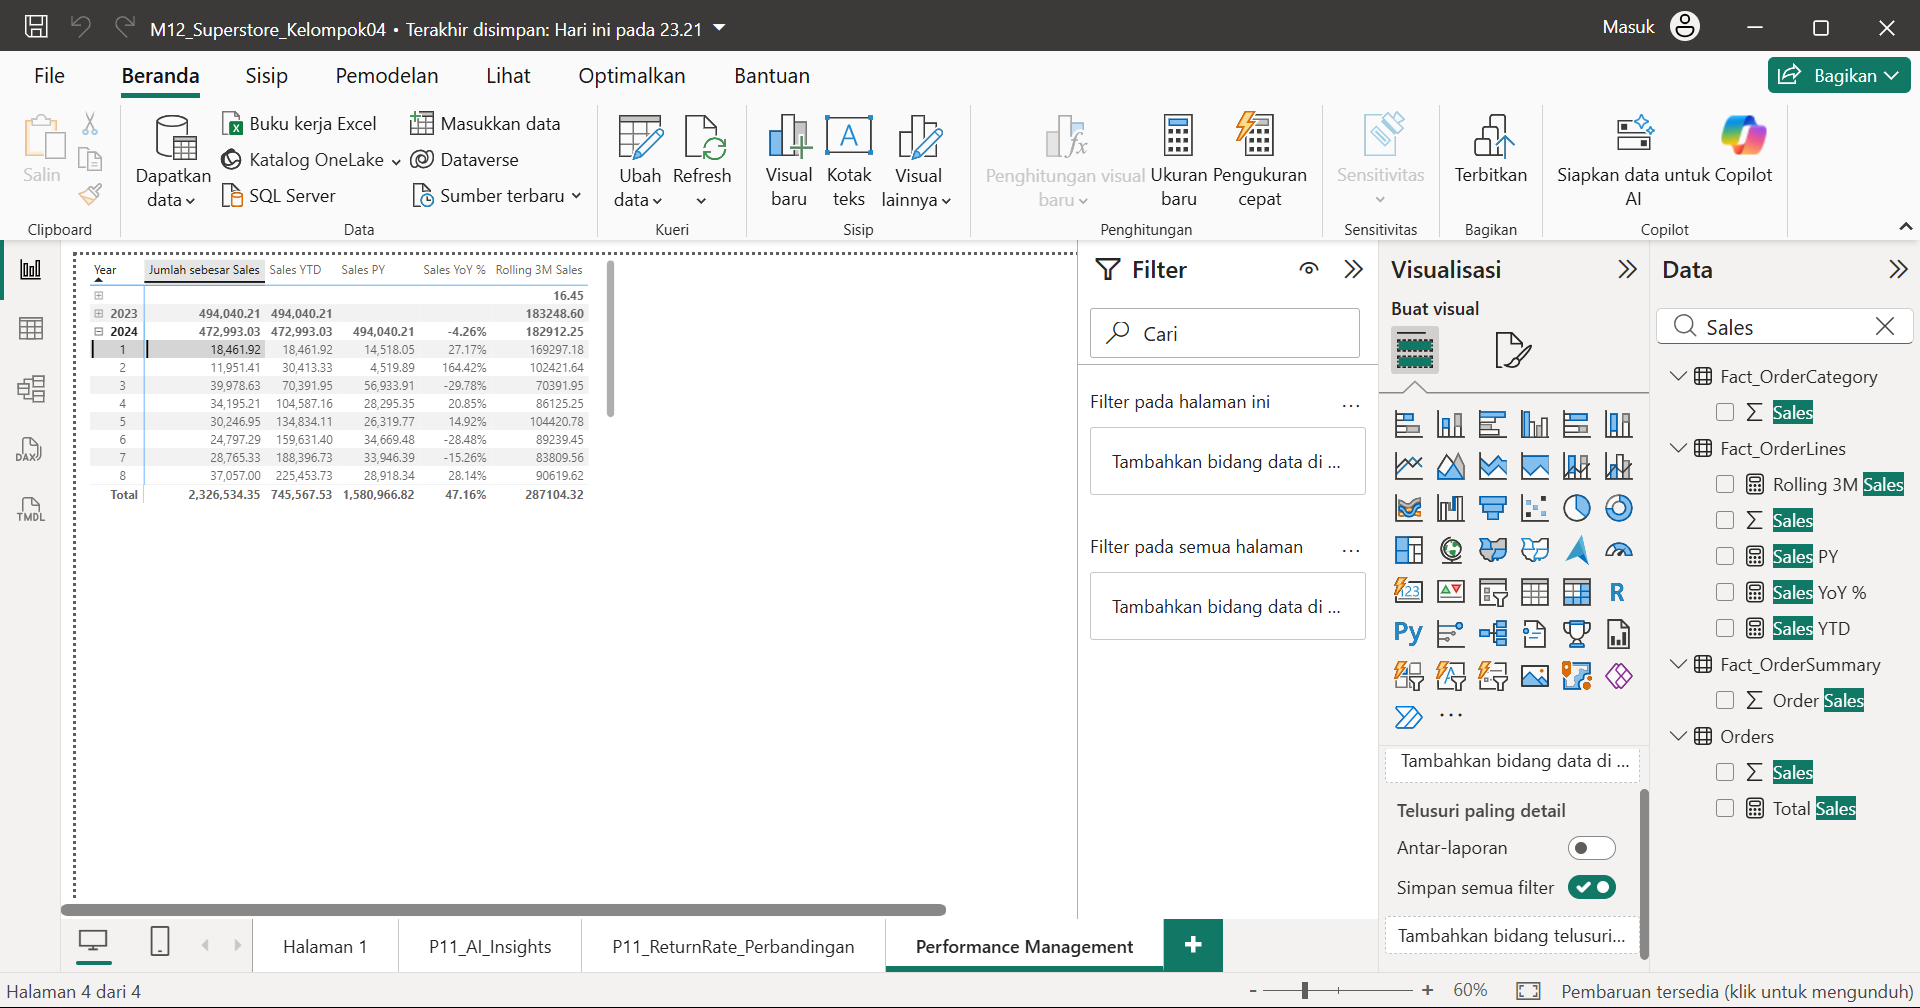 M12_Superstore_Kelompok04 • Terakhir disimpan: Hari ini pada 23.21
Masuk
File Beranda Sisip Pemodelan Lihat Optimalkan Bantuan
Bagikan
Salin
Clipboard
Dapatkan data
Buku kerja Excel
Katalog OneLake
SQL Server
Masukkan data
Dataverse
Sumber terbaru
Data
Ubah data
Refresh
Kueri
Visual baru
Kotak teks
Visual lainnya
Sisip
Penghitungan visual baru
Ukuran baru
Pengukuran cepat
Penghitungan
Sensitivitas
Sensitivitas
Terbitkan
Bagikan
Siapkan data untuk AI
Copilot
Copilot
DAX
TMDL
Year Jumlah sebesar Sales Sales YTD Sales PY Sales YoY % Rolling 3M Sales
16.45
2023 494,040.21 494,040.21 183248.60
2024 472,993.03 472,993.03 494,040.21 -4.26% 182912.25
1 18,461.92 18,461.92 14,518.05 27.17% 169297.18
2 11,951.41 30,413.33 4,519.89 164.42% 102421.64
3 39,978.63 70,391.95 56,933.91 -29.78% 70391.95
4 34,195.21 104,587.16 28,295.35 20.85% 86125.25
5 30,246.95 134,834.11 26,319.77 14.92% 104420.78
6 24,797.29 159,631.40 34,669.48 -28.48% 89239.45
7 28,765.33 188,396.73 33,946.39 -15.26% 83809.56
8 37,057.00 225,453.73 28,918.34 28.14% 90619.62
Total 2,326,534.35 745,567.53 1,580,966.82 47.16% 287104.32
Filter
Cari
Filter pada halaman ini ...
Tambahkan bidang data di ...
Filter pada semua halaman ...
Tambahkan bidang data di ...
Visualisasi
Buat visual
123
R
Py
...
Tambahkan bidang data di ...
Telusuri paling detail
Antar-laporan
Simpan semua filter
Tambahkan bidang telusuri...
Data
Sales
Fact_OrderCategory
Sales
Fact_OrderLines
Rolling 3M Sales
Sales
Sales PY
Sales YoY %
Sales YTD
Fact_OrderSummary
Order Sales
Orders
Sales
Total Sales
Halaman 1 P11_AI_Insights P11_ReturnRate_Perbandingan Performance Management +
Halaman 4 dari 4
- + 60%
Pembaruan tersedia (klik untuk mengunduh)